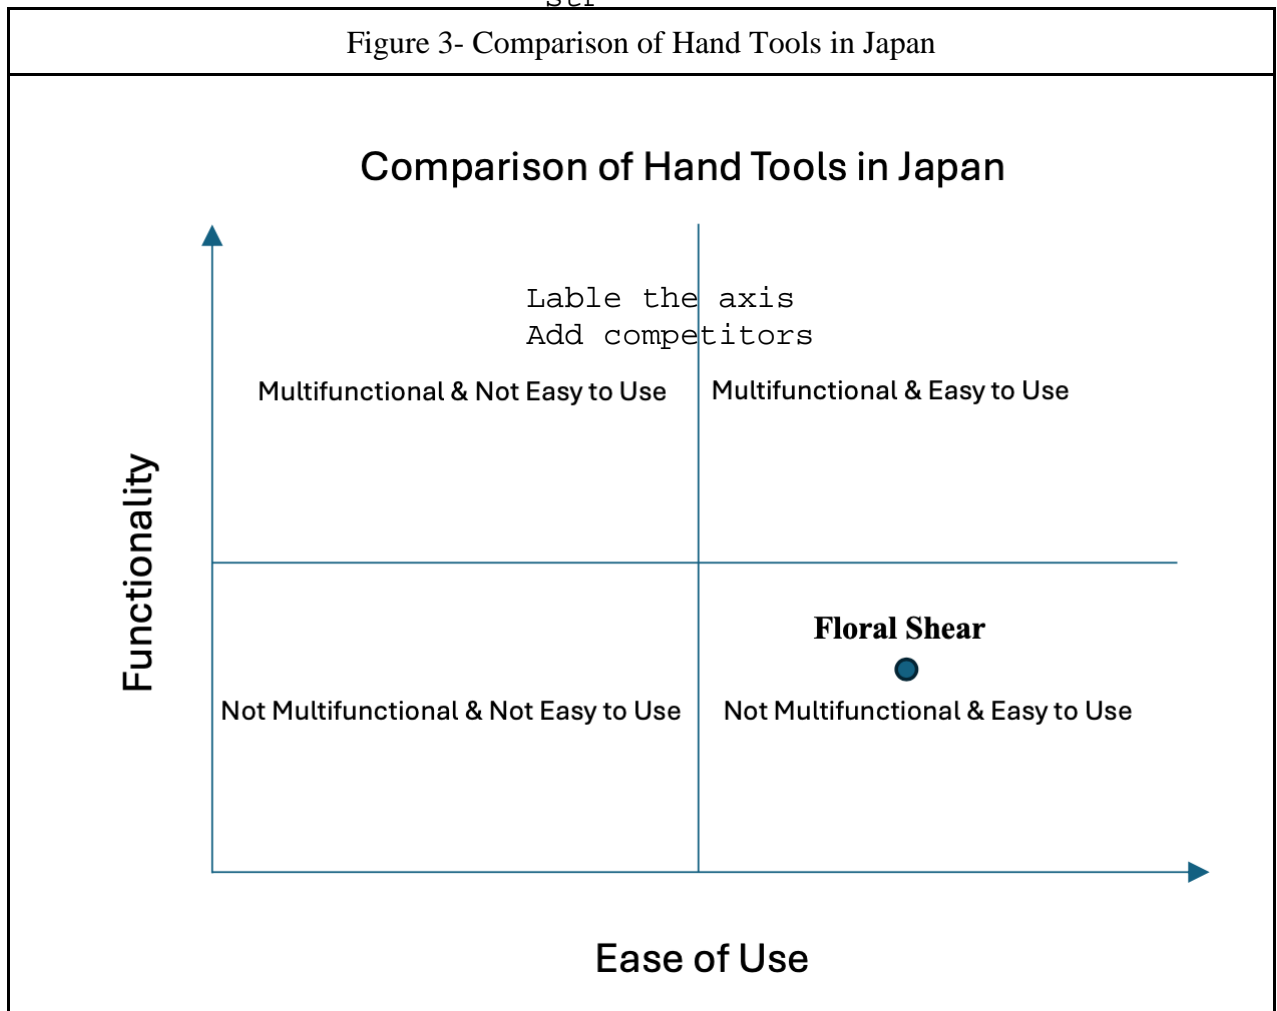 Figure 3- Comparison of Hand Tools in Japan
Comparison of Hand Tools in Japan
Lable the axis
Add competitors
Multifunctional & Not Easy to Use
Multifunctional & Easy to Use
Functionality
Floral Shear
Not Multifunctional & Not Easy to Use
Not Multifunctional & Easy to Use
Ease of Use